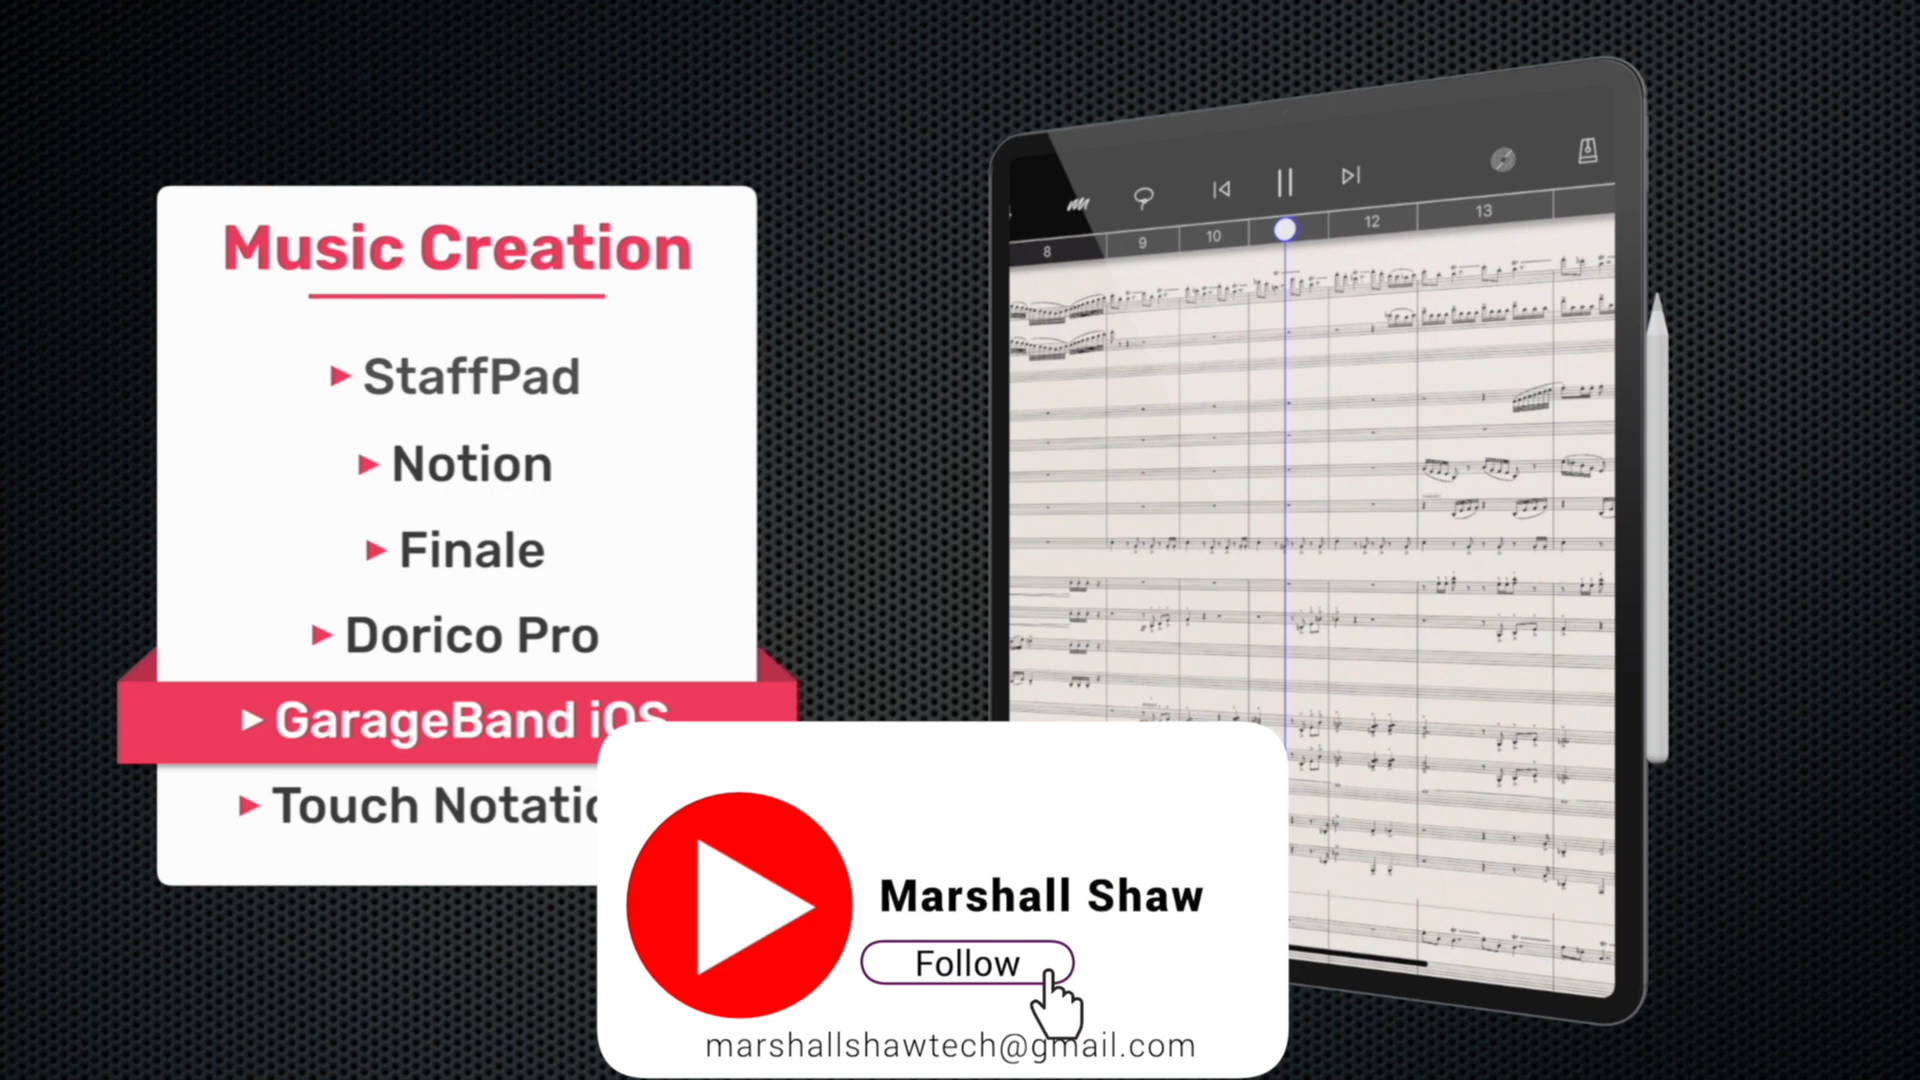 Music Creation
▸ StaffPad
▸ Notion
▸ Finale
▸ Dorico Pro
▸ GarageBand iOS
▸ Touch Notatio
8 9 10 12 13
Marshall Shaw
Follow
marshallshawtech@gmail.com